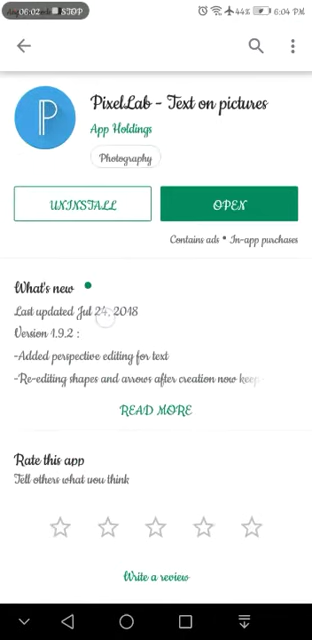 06:02 STOP
44% 6:04 PM
PixelLab - Text on pictures
App Holdings
Photography
UNINSTALL
OPEN
Contains ads • In-app purchases
What's new
Last updated Jul 24, 2018
Version 1.9.2 :
-Added perspective editing for text
-Re-editing shapes and arrows after creation now keep
READ MORE
Rate this app
Tell others what you think
Write a review